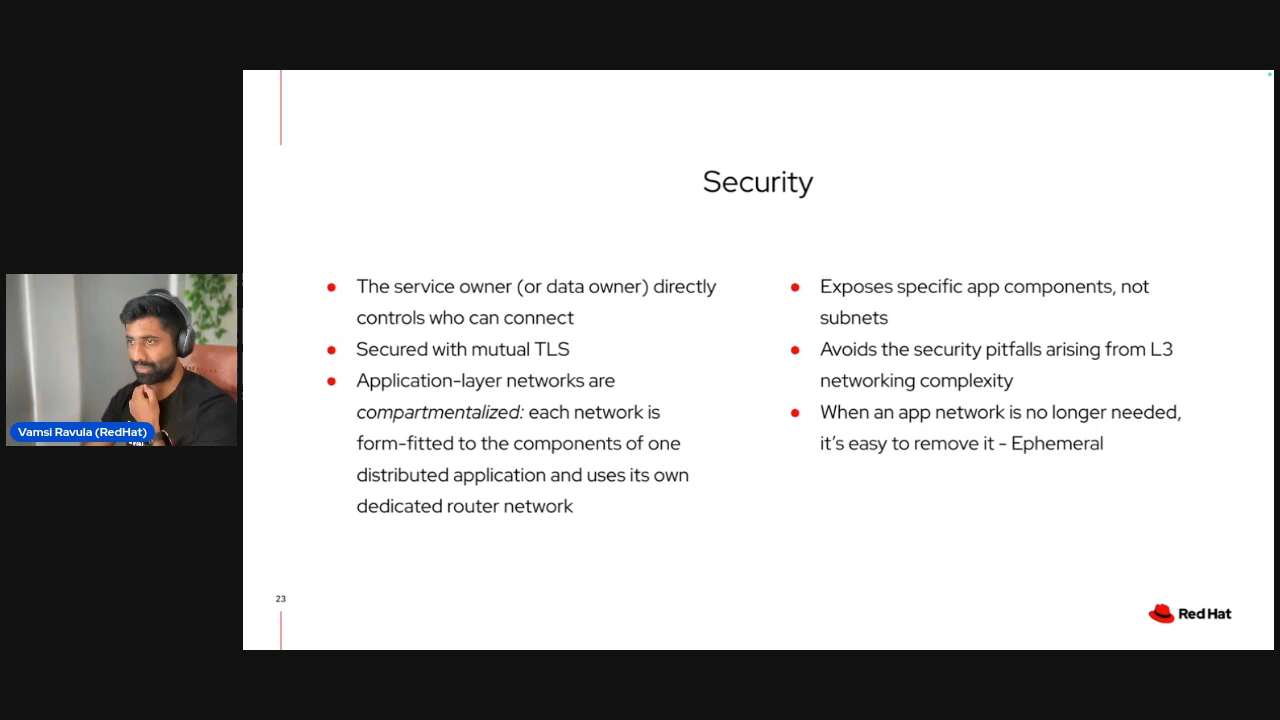 Security
The service owner (or data owner) directly
controls who can connect
Secured with mutual TLS
Application-layer networks are
compartmentalized: each network is
form-fitted to the components of one
distributed application and uses its own
dedicated router network
Exposes specific app components, not
subnets
Avoids the security pitfalls arising from L3
networking complexity
When an app network is no longer needed,
it’s easy to remove it - Ephemeral
Vamsi Ravula (RedHat)
23
Red Hat